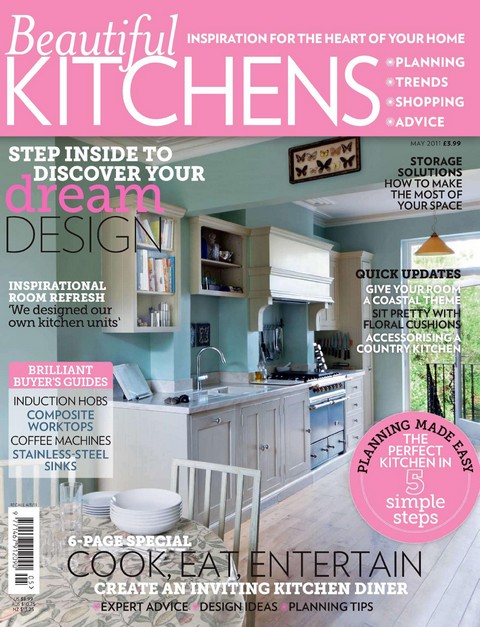 Beautiful
KITCHENS
INSPIRATION FOR THE HEART OF YOUR HOME
PLANNING
TRENDS
SHOPPING
ADVICE
MAY 2011 £3.99
STEP INSIDE TO
DISCOVER YOUR
dream
DESIGN
STORAGE
SOLUTIONS
HOW TO MAKE
THE MOST OF
YOUR SPACE
INSPIRATIONAL
ROOM REFRESH
‘We designed our
own kitchen units’
QUICK UPDATES
GIVE YOUR ROOM
A COASTAL THEME
SIT PRETTY WITH
FLORAL CUSHIONS
ACCESSORISING A
COUNTRY KITCHEN
BRILLIANT
BUYER'S GUIDES
INDUCTION HOBS
COMPOSITE
WORKTOPS
COFFEE MACHINES
STAINLESS-STEEL
SINKS
PLANNING MADE EASY
THE
PERFECT
KITCHEN IN
5
simple
steps
6-PAGE SPECIAL
COOK, EAT, ENTERTAIN
CREATE AN INVITING KITCHEN DINER
EXPERT ADVICE DESIGN IDEAS PLANNING TIPS